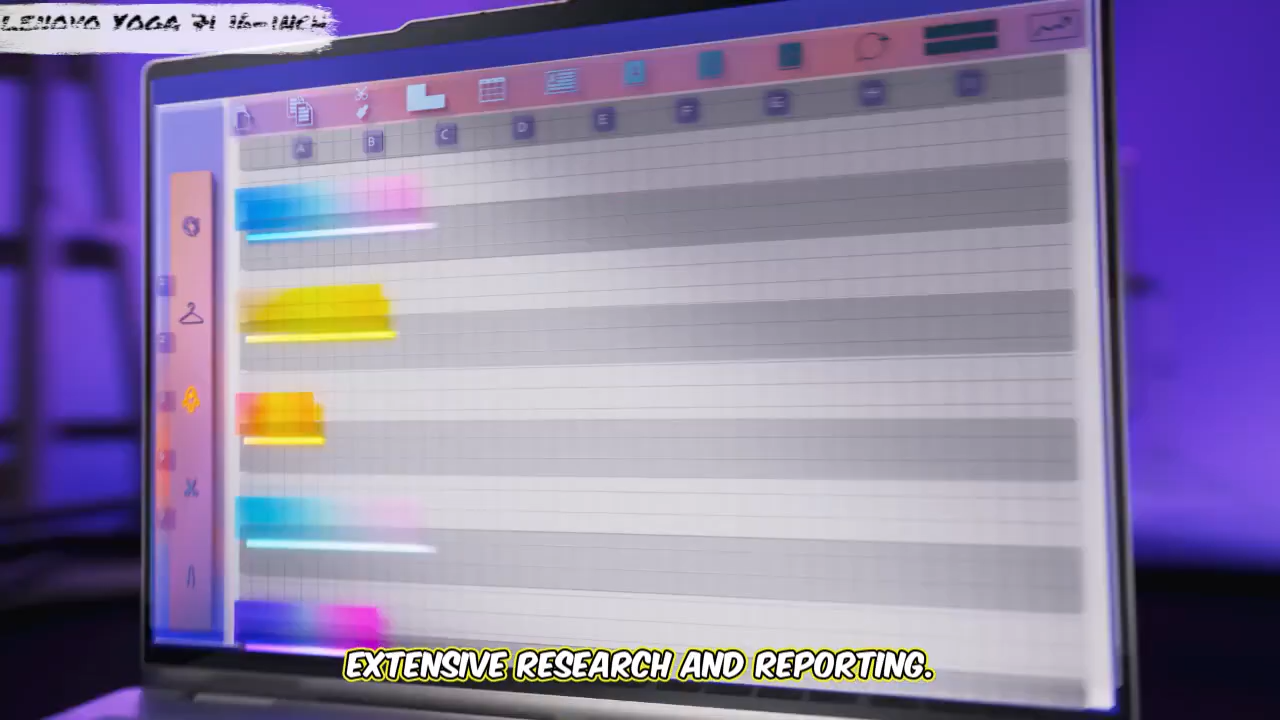 LENOVO YOGA 7I 16-INCH
A B C D E F
EXTENSIVE RESEARCH AND REPORTING.